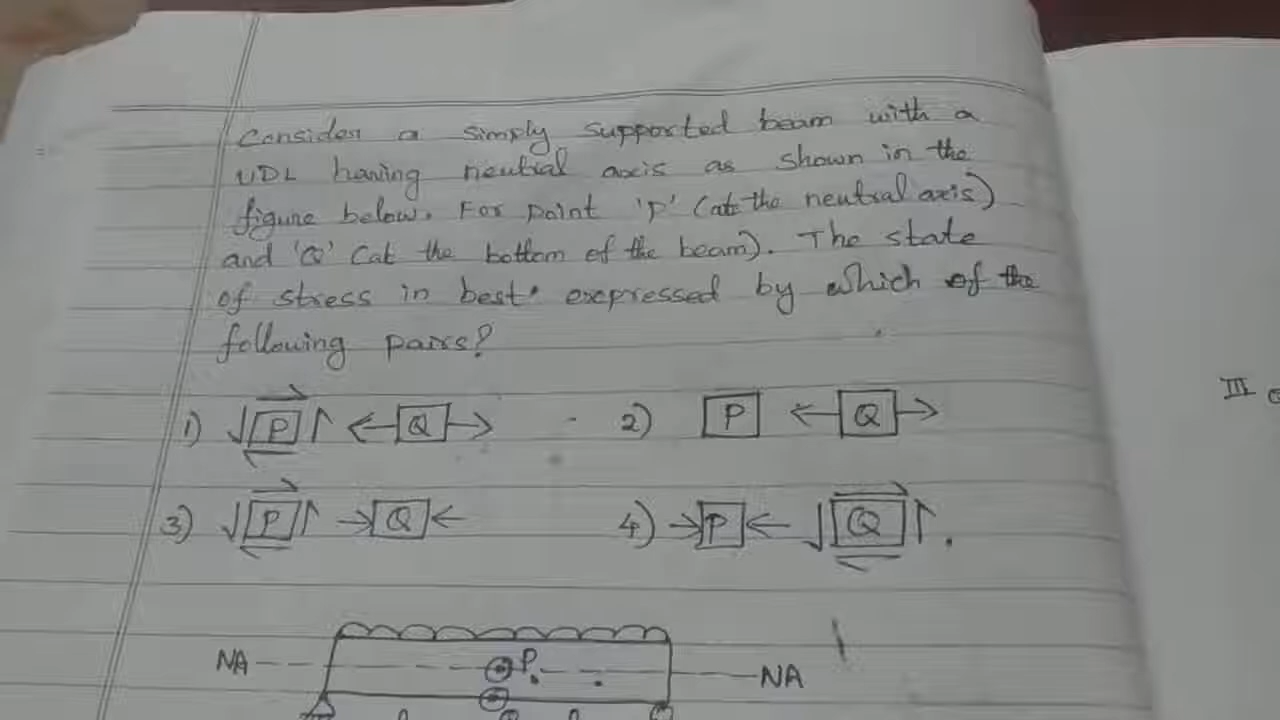 Consider a simply supported beam with a
UDL having neutral axis as shown in the
figure below. For point 'P' (at the neutral axis)
and 'Q' (at the bottom of the beam). The state
of stress in best expressed by which of the
following pairs?
III
1) P Q 2) P Q
3) P Q 4) P Q
NA P NA